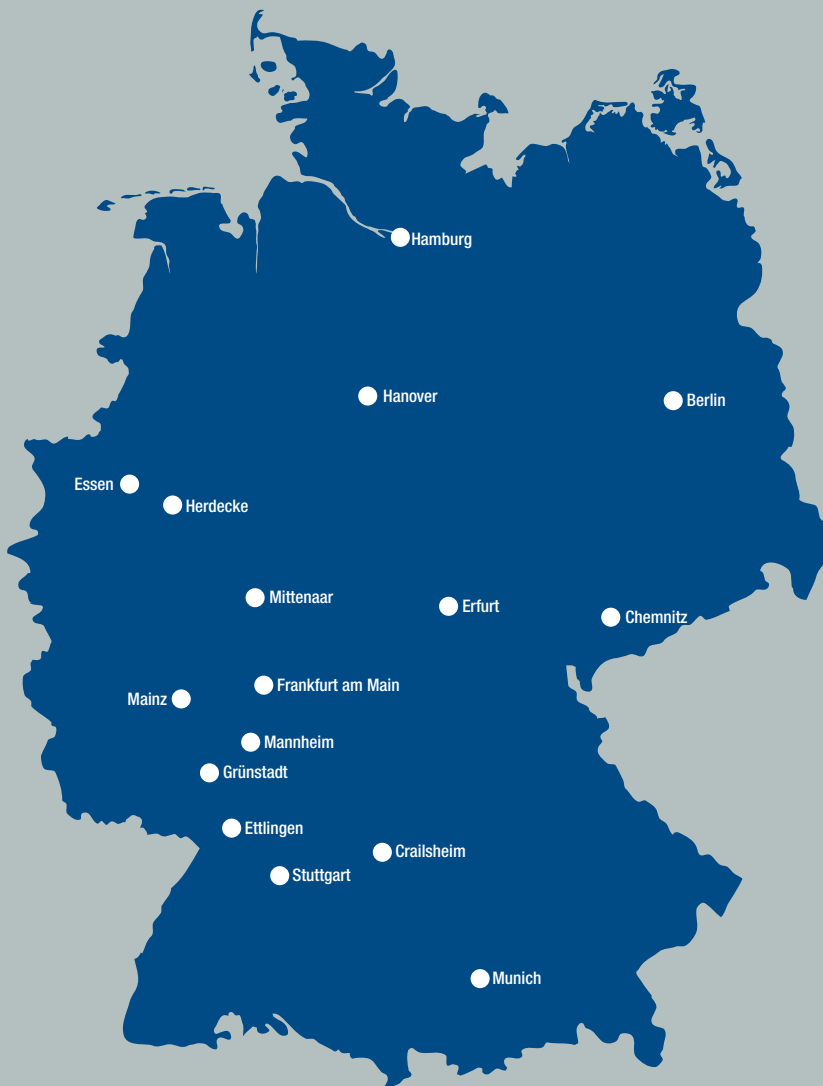 Hamburg
Hanover
Berlin
Essen
Herdecke
Mittenaar
Erfurt
Chemnitz
Frankfurt am Main
Mainz
Mannheim
Grünstadt
Ettlingen
Crailsheim
Stuttgart
Munich